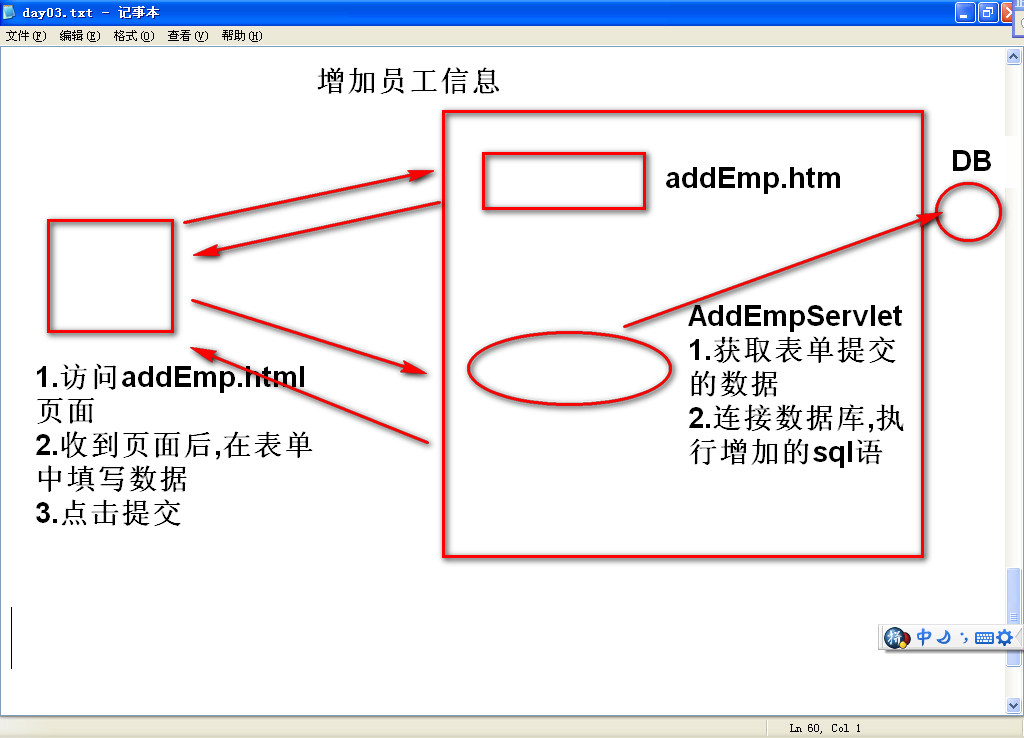 day03.txt - 记事本
文件(F) 编辑(E) 格式(O) 查看(V) 帮助(H)
增加员工信息
DB
addEmp.htm
AddEmpServlet
1.获取表单提交
的数据
2.连接数据库,执
行增加的sql语
1.访问addEmp.html
页面
2.收到页面后,在表单
中填写数据
3.点击提交
拼 中
Ln 60, Col 1